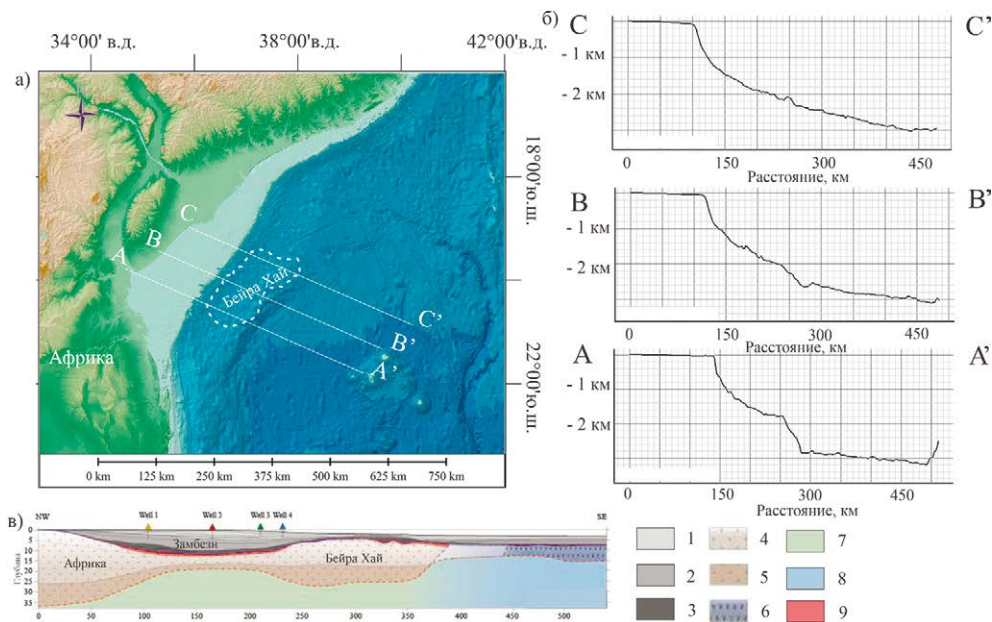 34°00' в.д. 38°00'в.д. 42°00' в.д.
а)
18°00'ю.ш.
22°00'ю.ш.
C
B
A
Бейра Хай
C'
B'
A'
Африка
0 km 125 km 250 km 375 km 500 km 625 km 750 km
б)
C C'
- 1 км
- 2 км
0 150 300 450
Расстояние, км
B B'
- 1 км
- 2 км
0 150 300 450
Расстояние, км
A A'
- 1 км
- 2 км
0 150 300 450
Расстояние, км
в)
NW Well 1 Well 2 Well 3 Well 4 SE
Глубина
0
5
10
15
20
25
30
35
Африка Замбези Бейра Хай
0 50 100 150 200 250 300 350 400 450 500
1 4 7
2 5 8
3 6 9